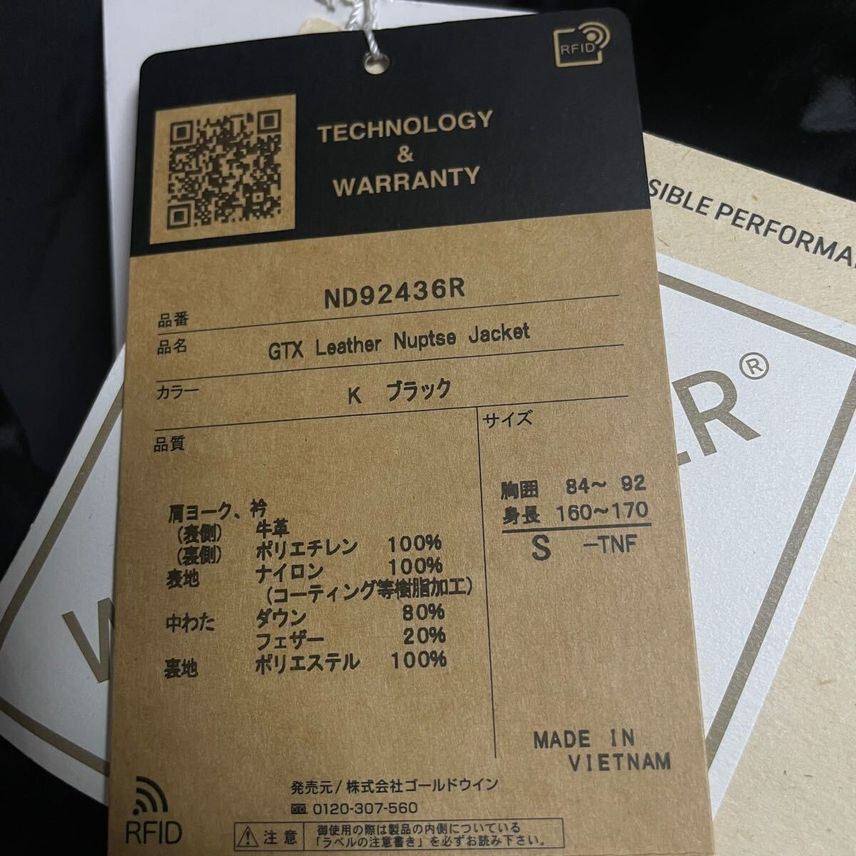 RFID
TECHNOLOGY
&
WARRANTY
SIBLE PERFORMA
R®
品番 ND92436R
品名 GTX Leather Nuptse Jacket
カラー K ブラック
品質
サイズ
肩ヨーク、衿
(表側) 牛革
(裏側) ポリエチレン 100%
表地 ナイロン 100%
(コーティング等樹脂加工)
中わた ダウン 80%
フェザー 20%
裏地 ポリエステル 100%
胸囲 84~ 92
身長 160~170
S -TNF
MADE IN
VIETNAM
発売元/株式会社ゴールドウイン
0120-307-560
RFID
注意
御使用の際は製品の内側についている
「ラベルの注意書き」を必ずお読み下さい。